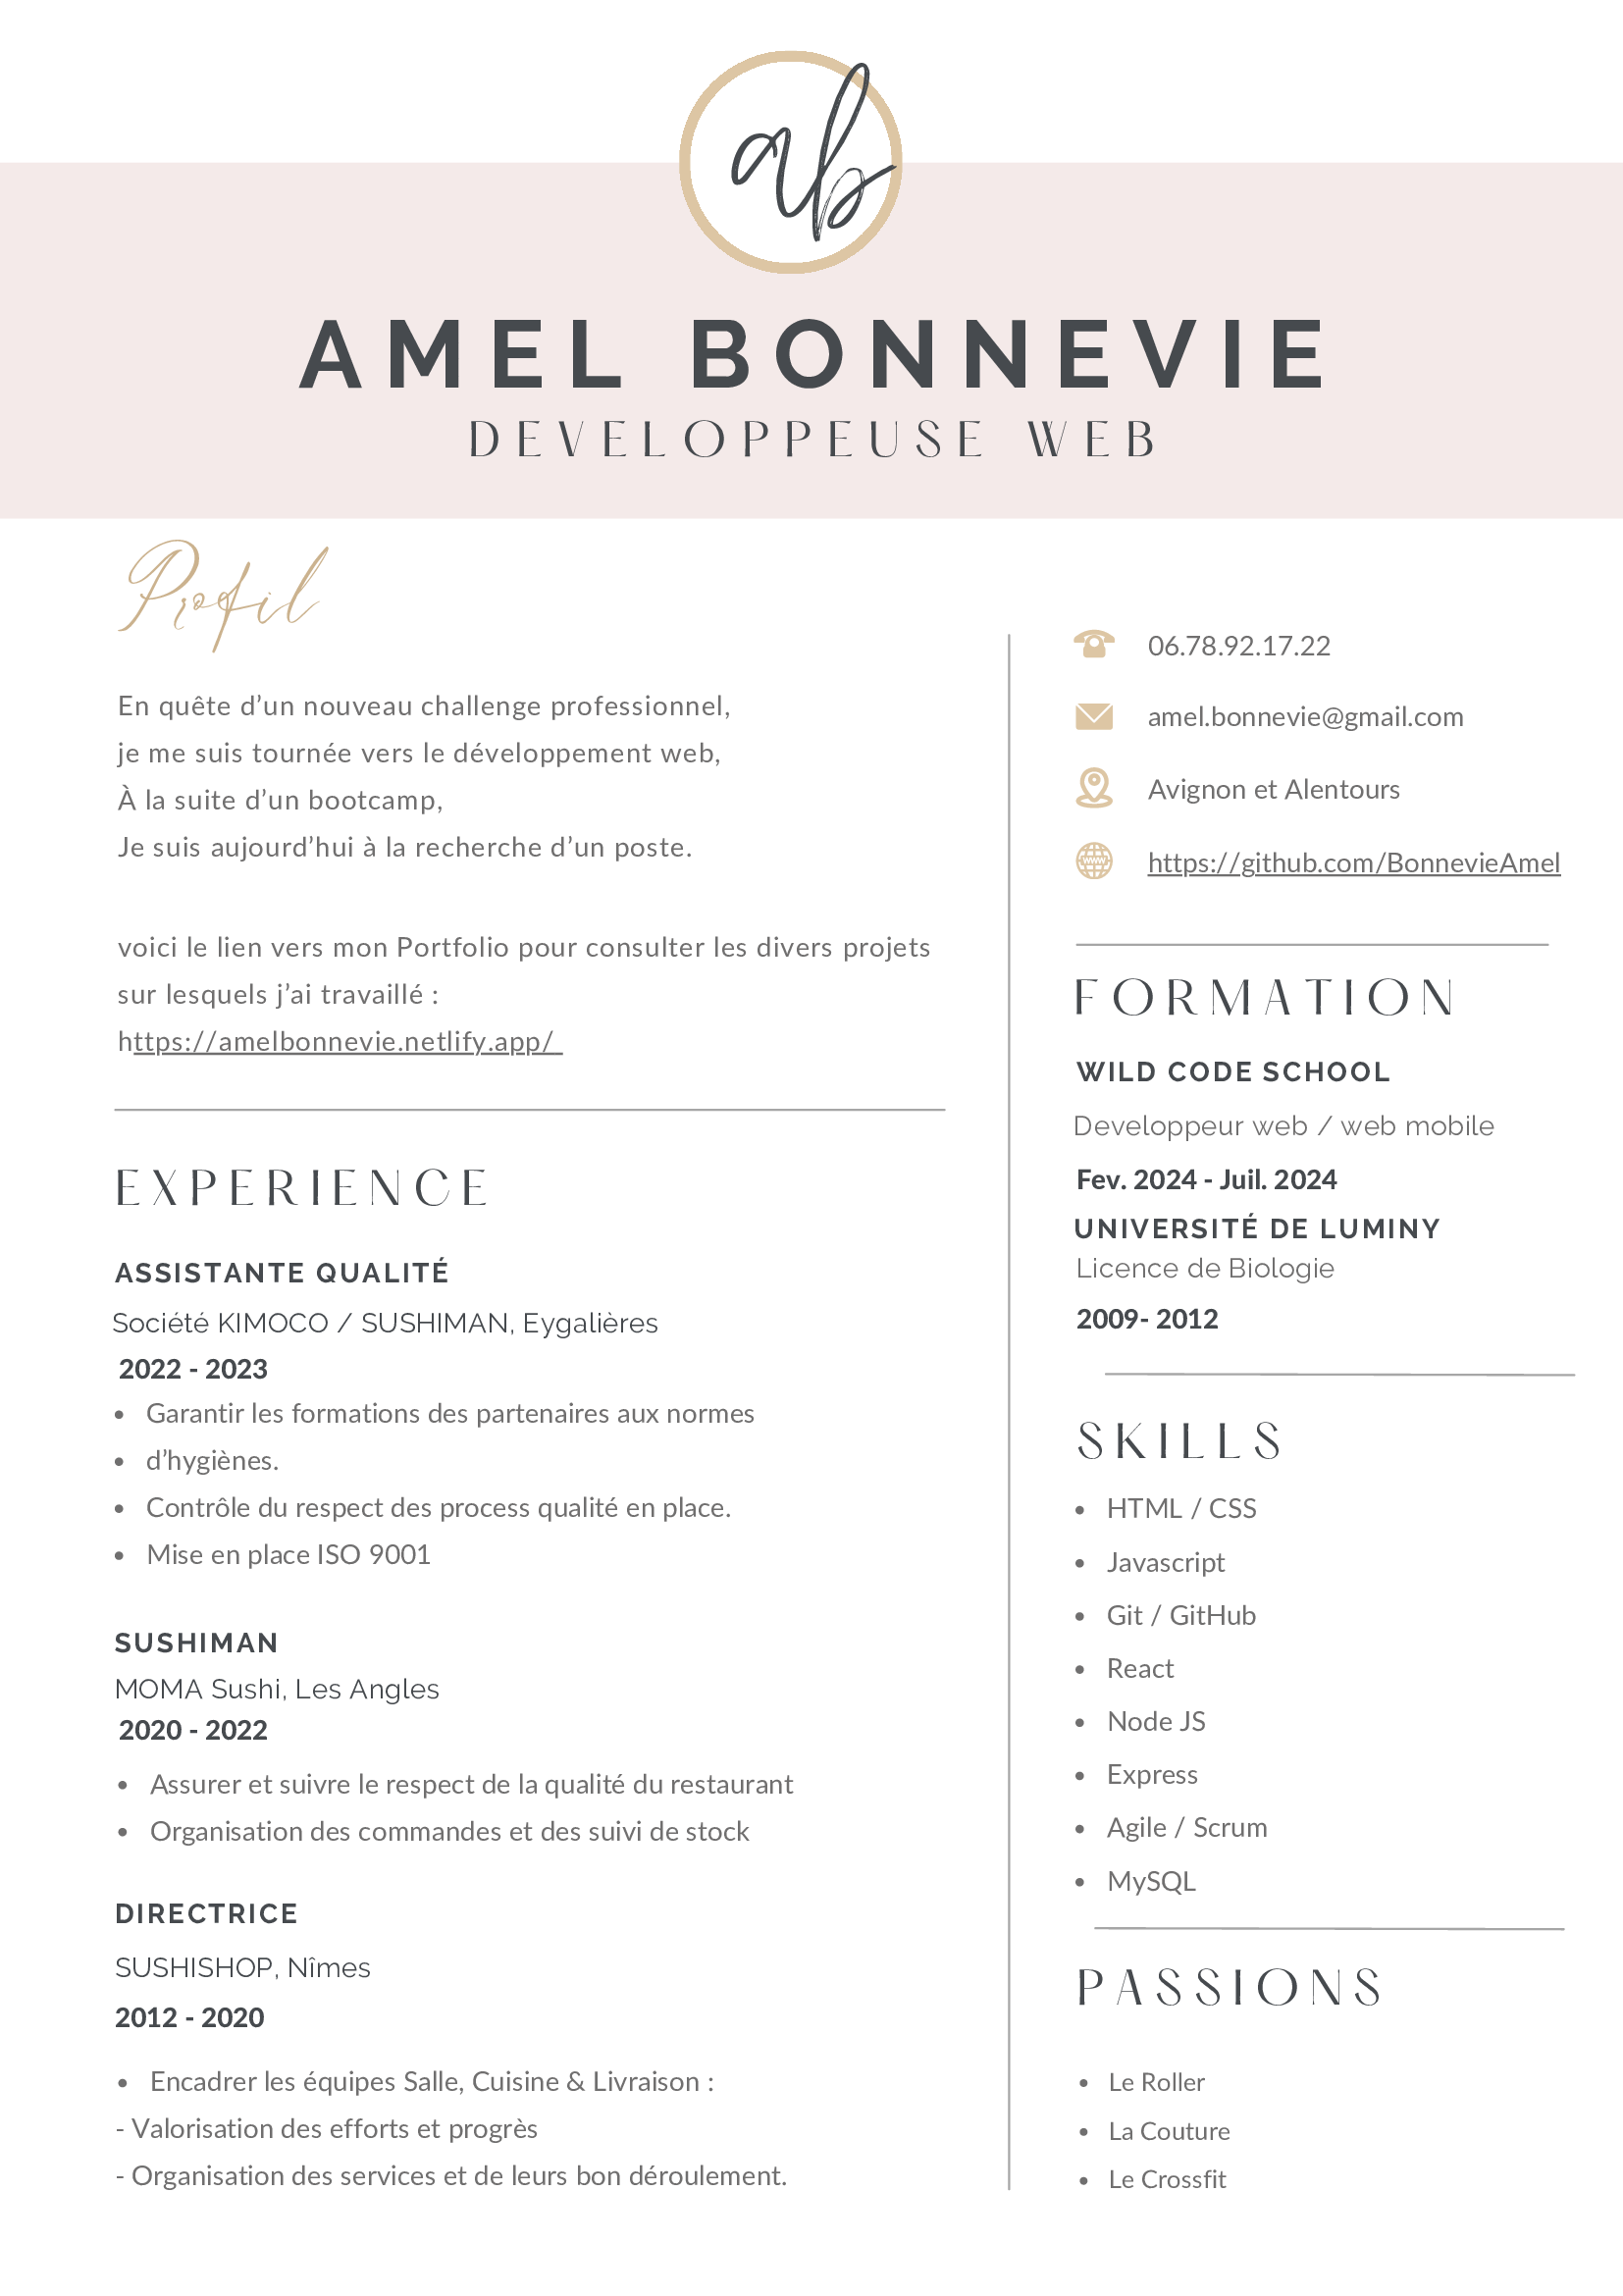 ab
AMEL BONNEVIE
DEVELOPPEUSE WEB
Profil
En quête d’un nouveau challenge professionnel,
je me suis tournée vers le développement web,
À la suite d’un bootcamp,
Je suis aujourd’hui à la recherche d’un poste.
voici le lien vers mon Portfolio pour consulter les divers projets
sur lesquels j’ai travaillé :
https://amelbonnevie.netlify.app/
EXPERIENCE
ASSISTANTE QUALITÉ
Société KIMOCO / SUSHIMAN, Eygalières
2022 - 2023
• Garantir les formations des partenaires aux normes
• d’hygiènes.
• Contrôle du respect des process qualité en place.
• Mise en place ISO 9001
SUSHIMAN
MOMA Sushi, Les Angles
2020 - 2022
• Assurer et suivre le respect de la qualité du restaurant
• Organisation des commandes et des suivi de stock
DIRECTRICE
SUSHISHOP, Nîmes
2012 - 2020
• Encadrer les équipes Salle, Cuisine & Livraison :
- Valorisation des efforts et progrès
- Organisation des services et de leurs bon déroulement.
06.78.92.17.22
amel.bonnevie@gmail.com
Avignon et Alentours
https://github.com/BonnevieAmel
FORMATION
WILD CODE SCHOOL
Developpeur web / web mobile
Fev. 2024 - Juil. 2024
UNIVERSITÉ DE LUMINY
Licence de Biologie
2009- 2012
SKILLS
• HTML / CSS
• Javascript
• Git / GitHub
• React
• Node JS
• Express
• Agile / Scrum
• MySQL
PASSIONS
• Le Roller
• La Couture
• Le Crossfit